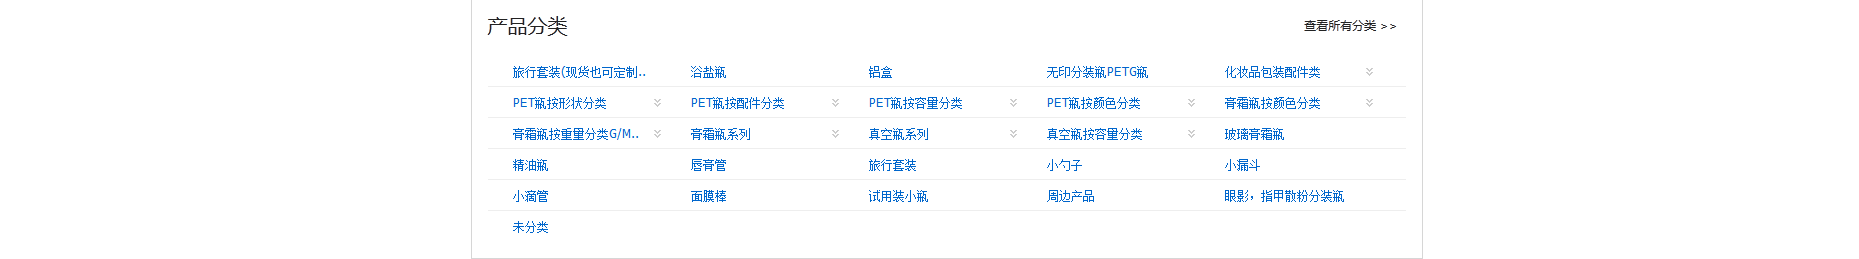 产品分类 查看所有分类 >>
旅行套装(现货也可定制.. 浴盐瓶 铝盒 无印分装瓶PETG瓶 化妆品包装配件类
PET瓶按形状分类 PET瓶按配件分类 PET瓶按容量分类 PET瓶按颜色分类 膏霜瓶按颜色分类
膏霜瓶按重量分类G/M.. 膏霜瓶系列 真空瓶系列 真空瓶按容量分类 玻璃膏霜瓶
精油瓶 唇膏管 旅行套装 小勺子 小漏斗
小滴管 面膜棒 试用装小瓶 周边产品 眼影，指甲散粉分装瓶
未分类